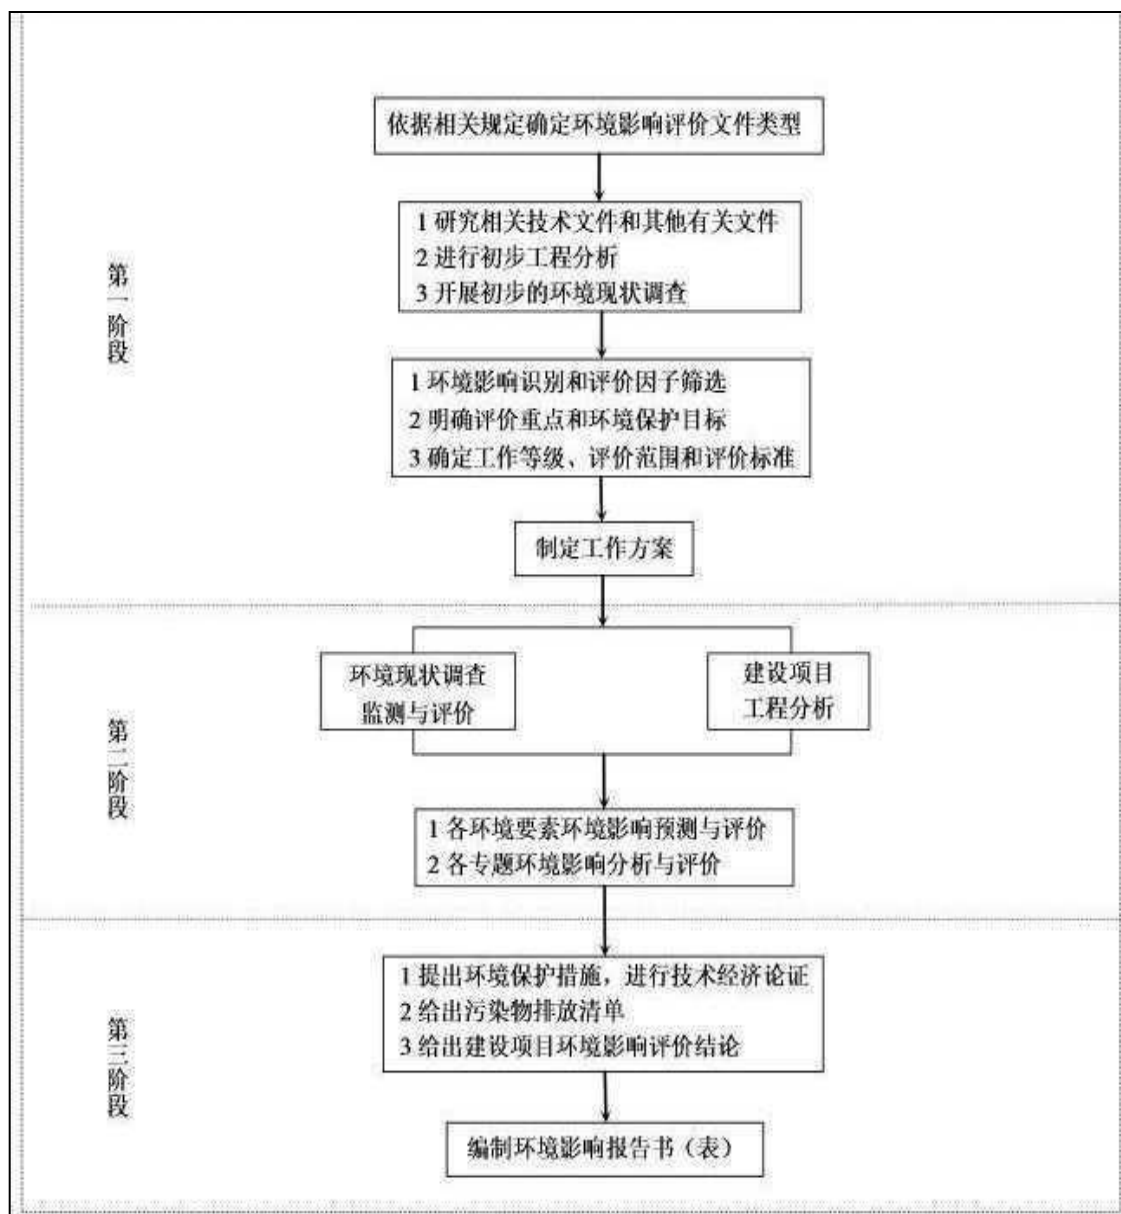 依据相关规定确定环境影响评价文件类型
1 研究相关技术文件和其他有关文件
2 进行初步工程分析
3 开展初步的环境现状调查
第一阶段
1 环境影响识别和评价因子筛选
2 明确评价重点和环境保护目标
3 确定工作等级、评价范围和评价标准
制定工作方案
环境现状调查
监测与评价
建设项目
工程分析
第二阶段
1 各环境要素环境影响预测与评价
2 各专题环境影响分析与评价
1 提出环境保护措施，进行技术经济论证
2 给出污染物排放清单
3 给出建设项目环境影响评价结论
第三阶段
编制环境影响报告书（表）